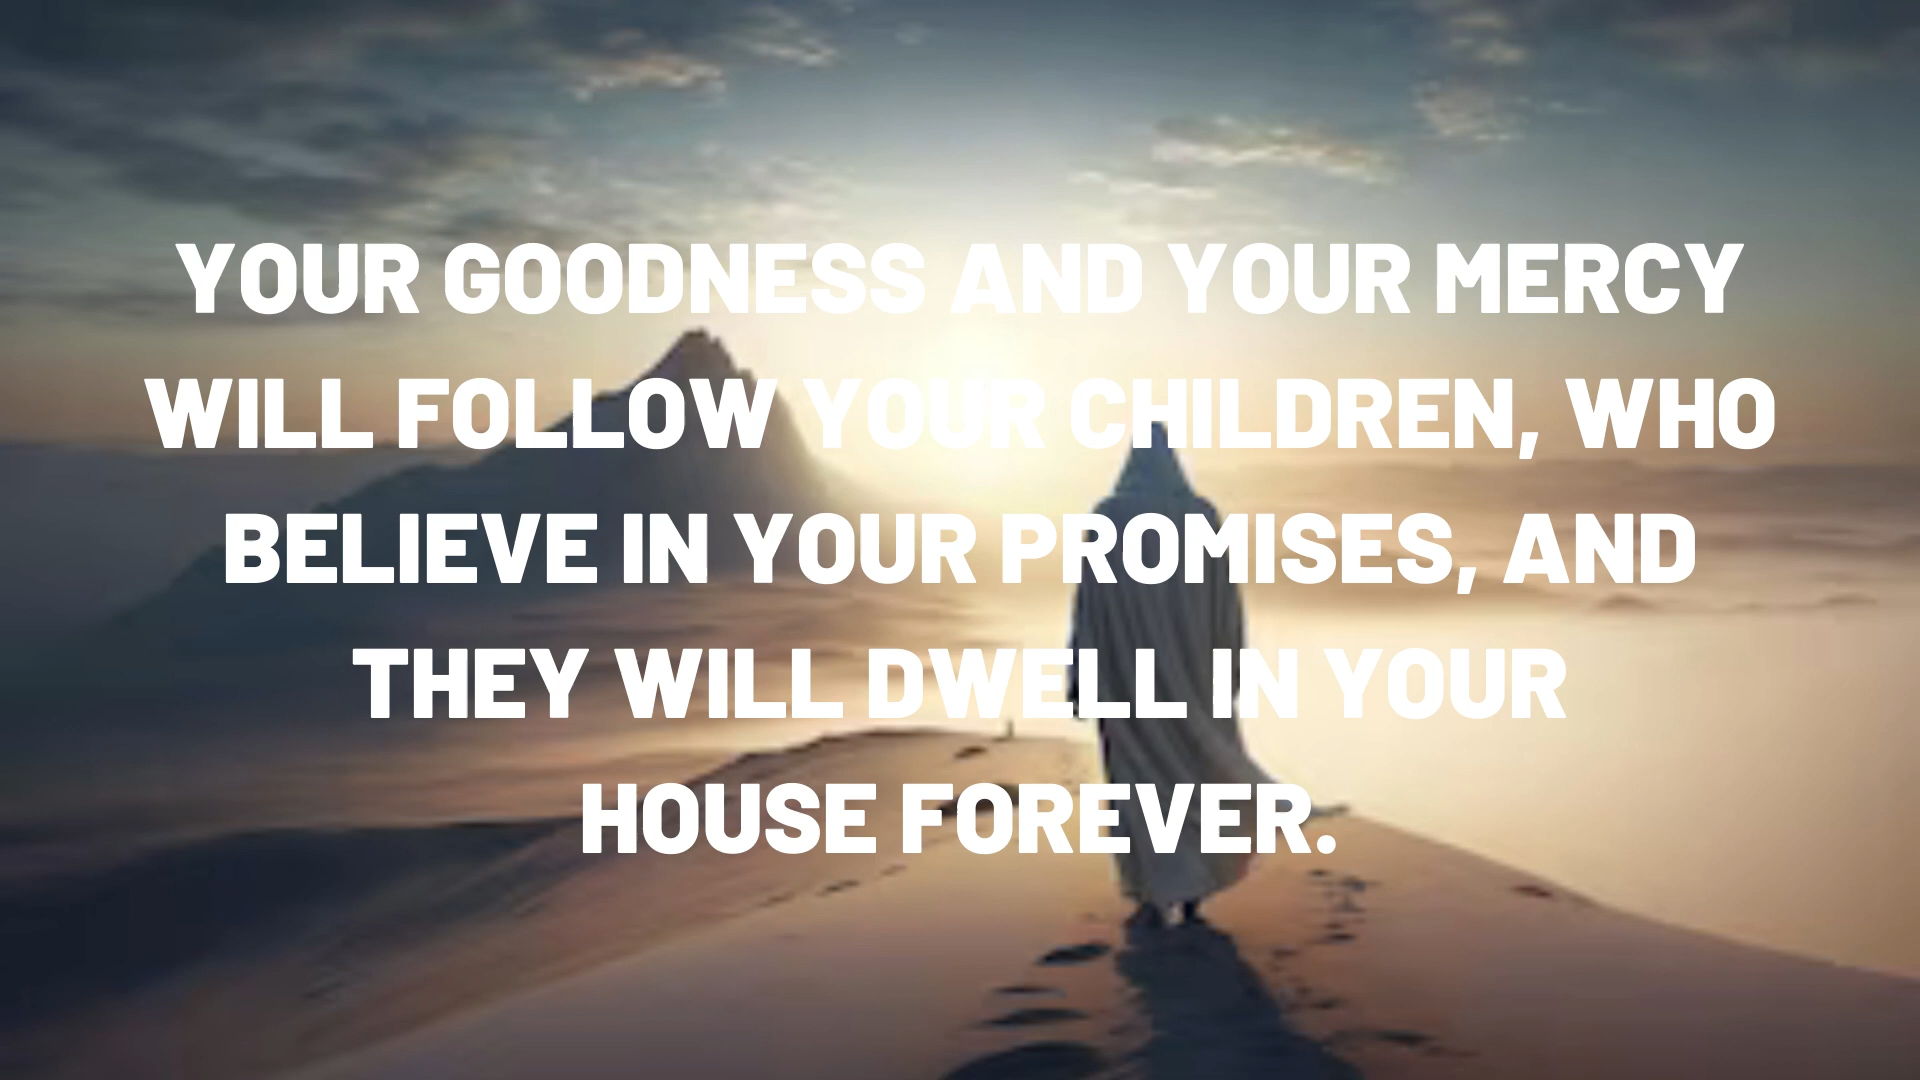 YOUR GOODNESS AND YOUR MERCY
WILL FOLLOW YOUR CHILDREN, WHO
BELIEVE IN YOUR PROMISES, AND
THEY WILL DWELL IN YOUR
HOUSE FOREVER.